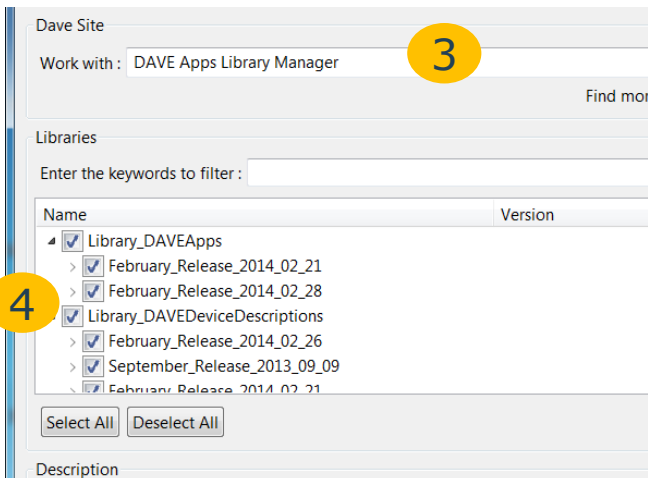 Dave Site
Work with : DAVE Apps Library Manager
3
Find mor
Libraries
Enter the keywords to filter :
Name Version
Library_DAVEApps
February_Release_2014_02_21
February_Release_2014_02_28
4
Library_DAVEDeviceDescriptions
February_Release_2014_02_26
September_Release_2013_09_09
February_Release_2014_02_21
Select All Deselect All
Description